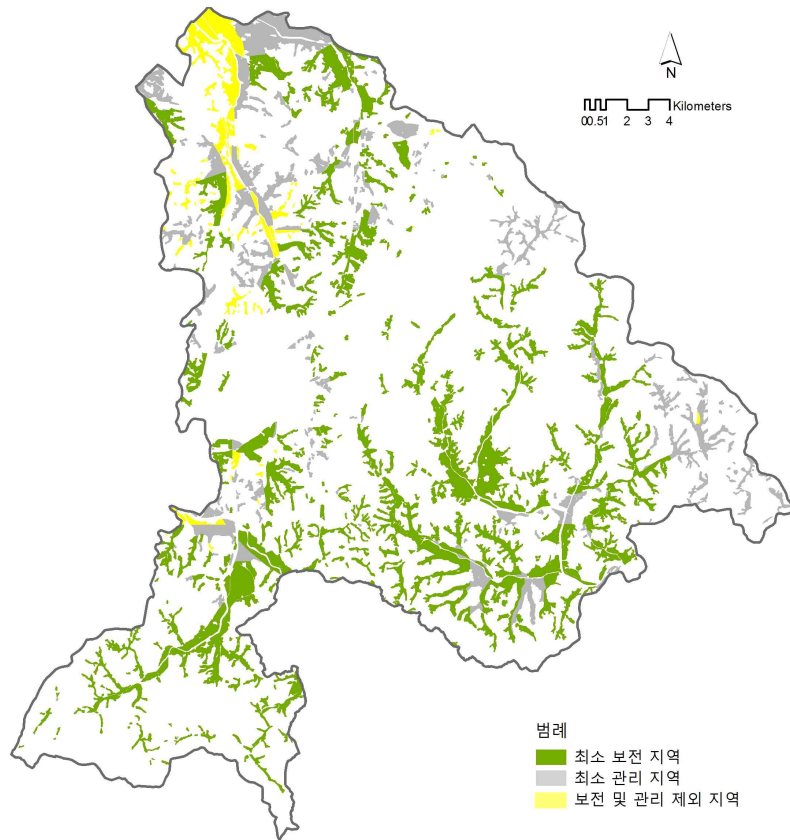 N
Kilometers
00.51 2 3 4
범례
최소 보전 지역
최소 관리 지역
보전 및 관리 제외 지역